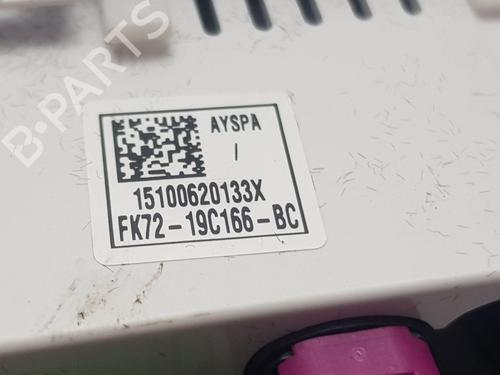 B-PARTS
AYSPA
/
15100620133X
FK72-19C166-BC